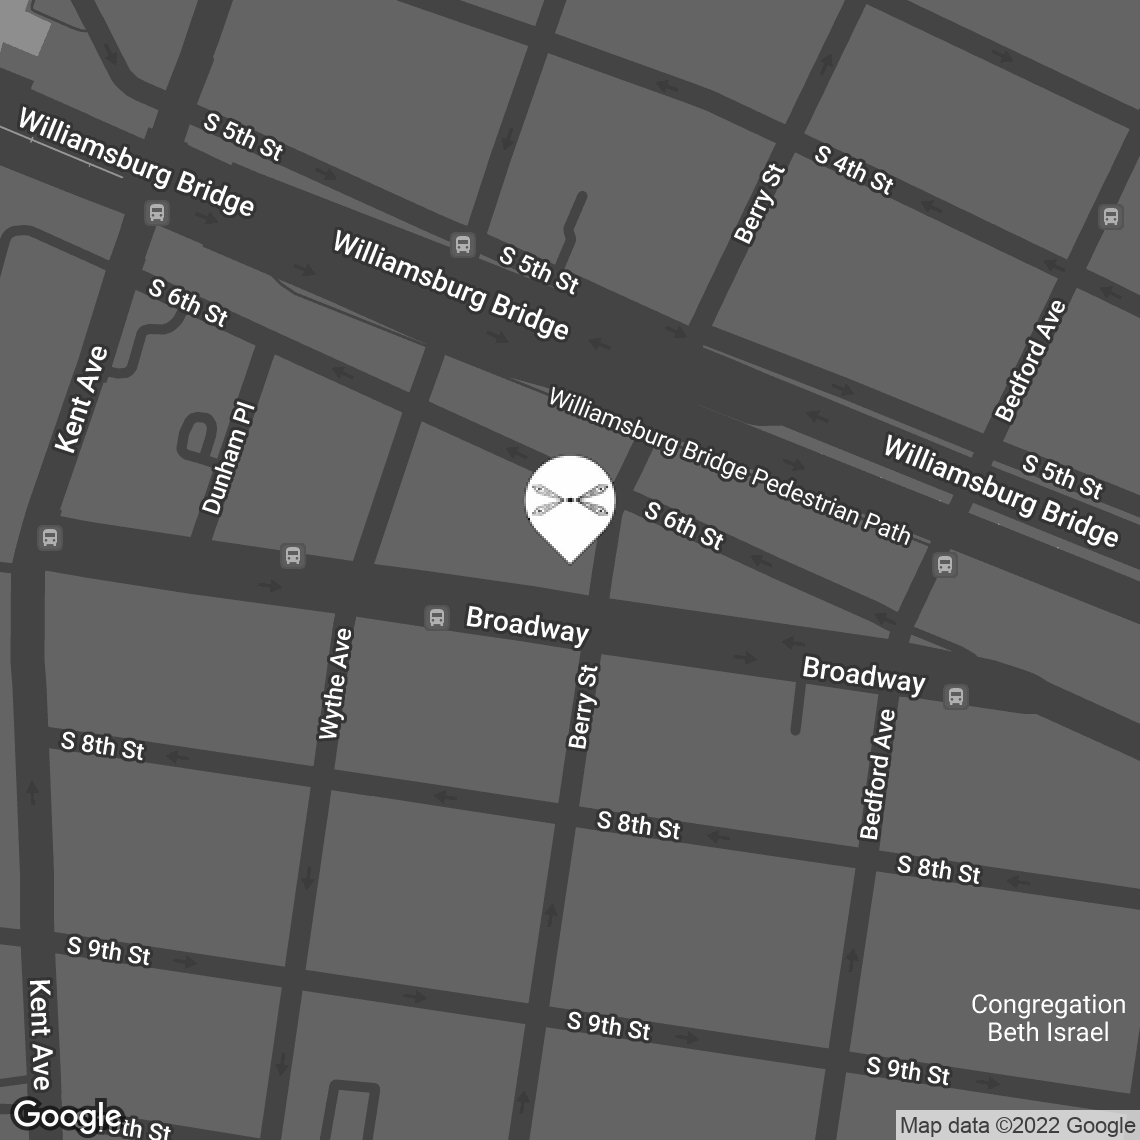 Williamsburg Bridge
S 5th St
S 4th St
Berry St
Williamsburg Bridge
S 5th St
S 6th St
Bedford Ave
Kent Ave
Dunham Pl
Williamsburg Bridge Pedestrian Path
Williamsburg Bridge
S 5th St
S 6th St
Broadway
Broadway
Wythe Ave
Berry St
Bedford Ave
S 8th St
S 8th St
S 8th St
S 9th St
Kent Ave
S 9th St
Congregation
Beth Israel
S 9th St
Google
Map data ©2022 Google